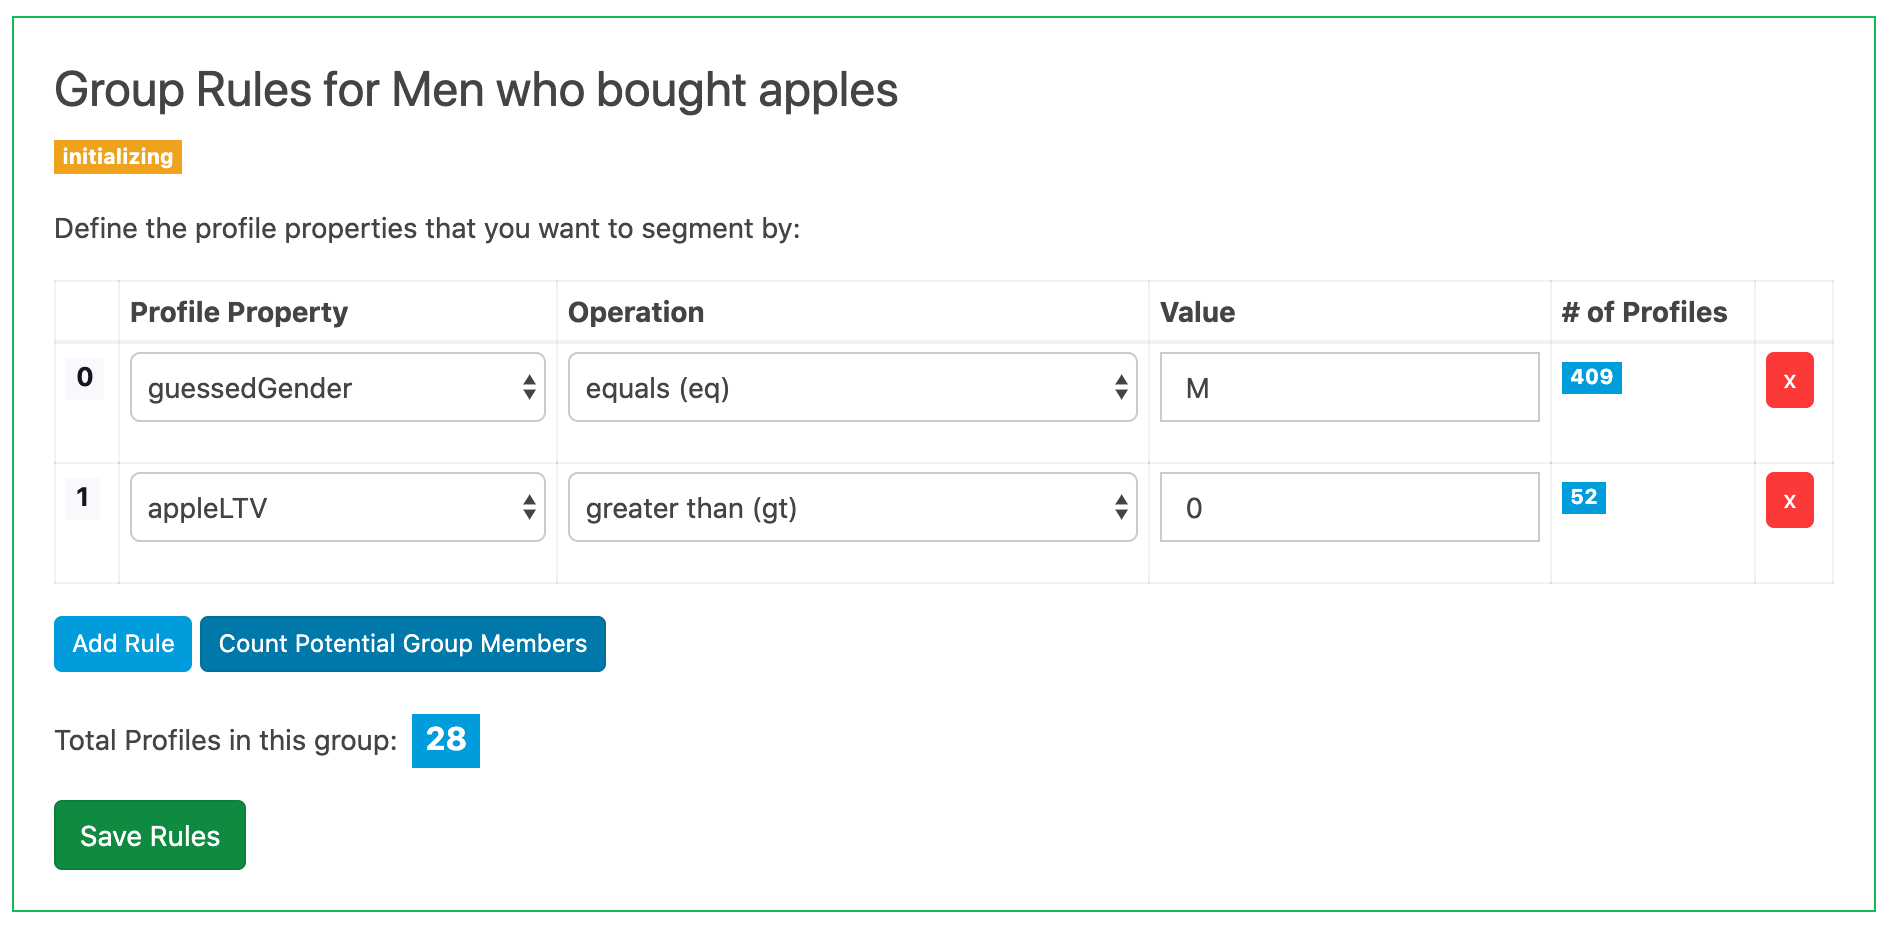 Group Rules for Men who bought apples
initializing
Define the profile properties that you want to segment by:
Profile Property Operation Value # of Profiles
0 guessedGender equals (eq) M 409 x
1 appleLTV greater than (gt) 0 52 x
Add Rule Count Potential Group Members
Total Profiles in this group: 28
Save Rules